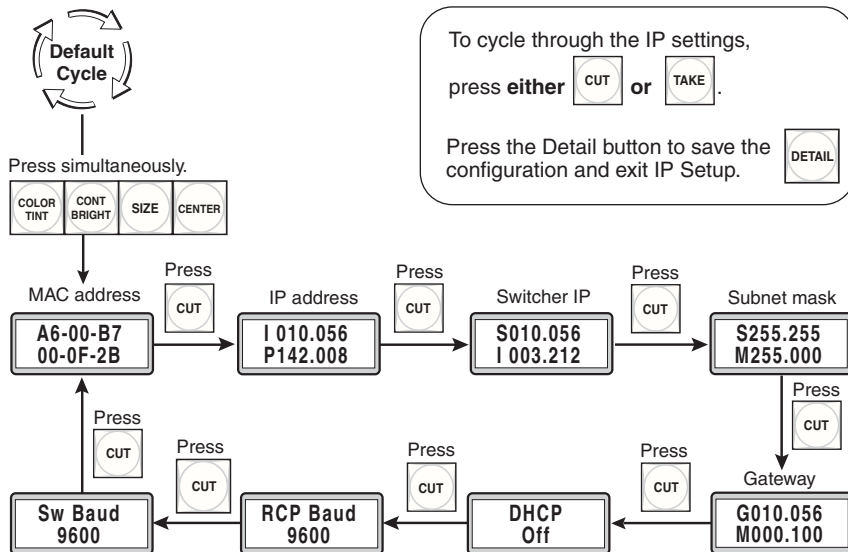 Default
Cycle
To cycle through the IP settings,
press either CUT or TAKE .
Press the Detail button to save the
configuration and exit IP Setup.
DETAIL
Press simultaneously.
COLOR
TINT
CONT
BRIGHT
SIZE
CENTER
MAC address
A6-00-B7
00-0F-2B
Press
CUT
IP address
I 010.056
P142.008
Press
CUT
Switcher IP
S010.056
I 003.212
Press
CUT
Subnet mask
S255.255
M255.000
Press
CUT
Gateway
G010.056
M000.100
Press
CUT
DHCP
Off
Press
CUT
RCP Baud
9600
Press
CUT
Sw Baud
9600
Press
CUT